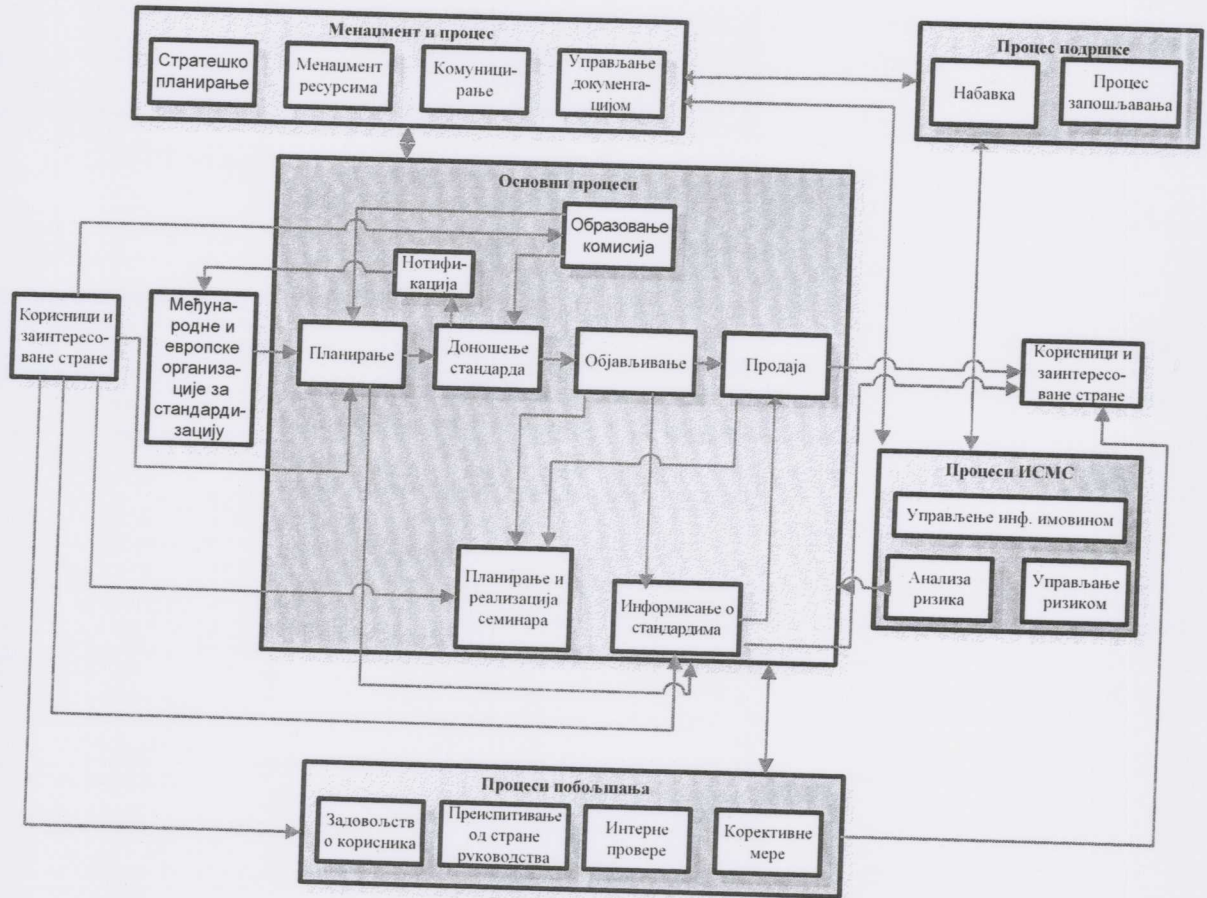 Менаџмент и процес
Стратешко
планирање
Менаџмент
ресурсима
Комуници-
рање
Управљање
документа-
цијом
Процес подршке
Набавка
Процес
запошљавања
Основни процеси
Образовање
комисија
Нотифи-
кација
Корисници и
заинтересо-
ване стране
Међуна-
родне и
европске
организа-
ције за
стандарди-
зацију
Планирање
Доношење
стандарда
Објављивање
Продаја
Корисници и
заинтересо-
ване стране
Планирање и
реализација
семинара
Информисање о
стандардима
Процеси ИСМС
Управљење инф. имовином
Анализа
ризика
Управљање
ризиком
Процеси побољшања
Задовољств
о корисника
Преиспитивање
од стране
руководства
Интерне
провере
Корективне
мере